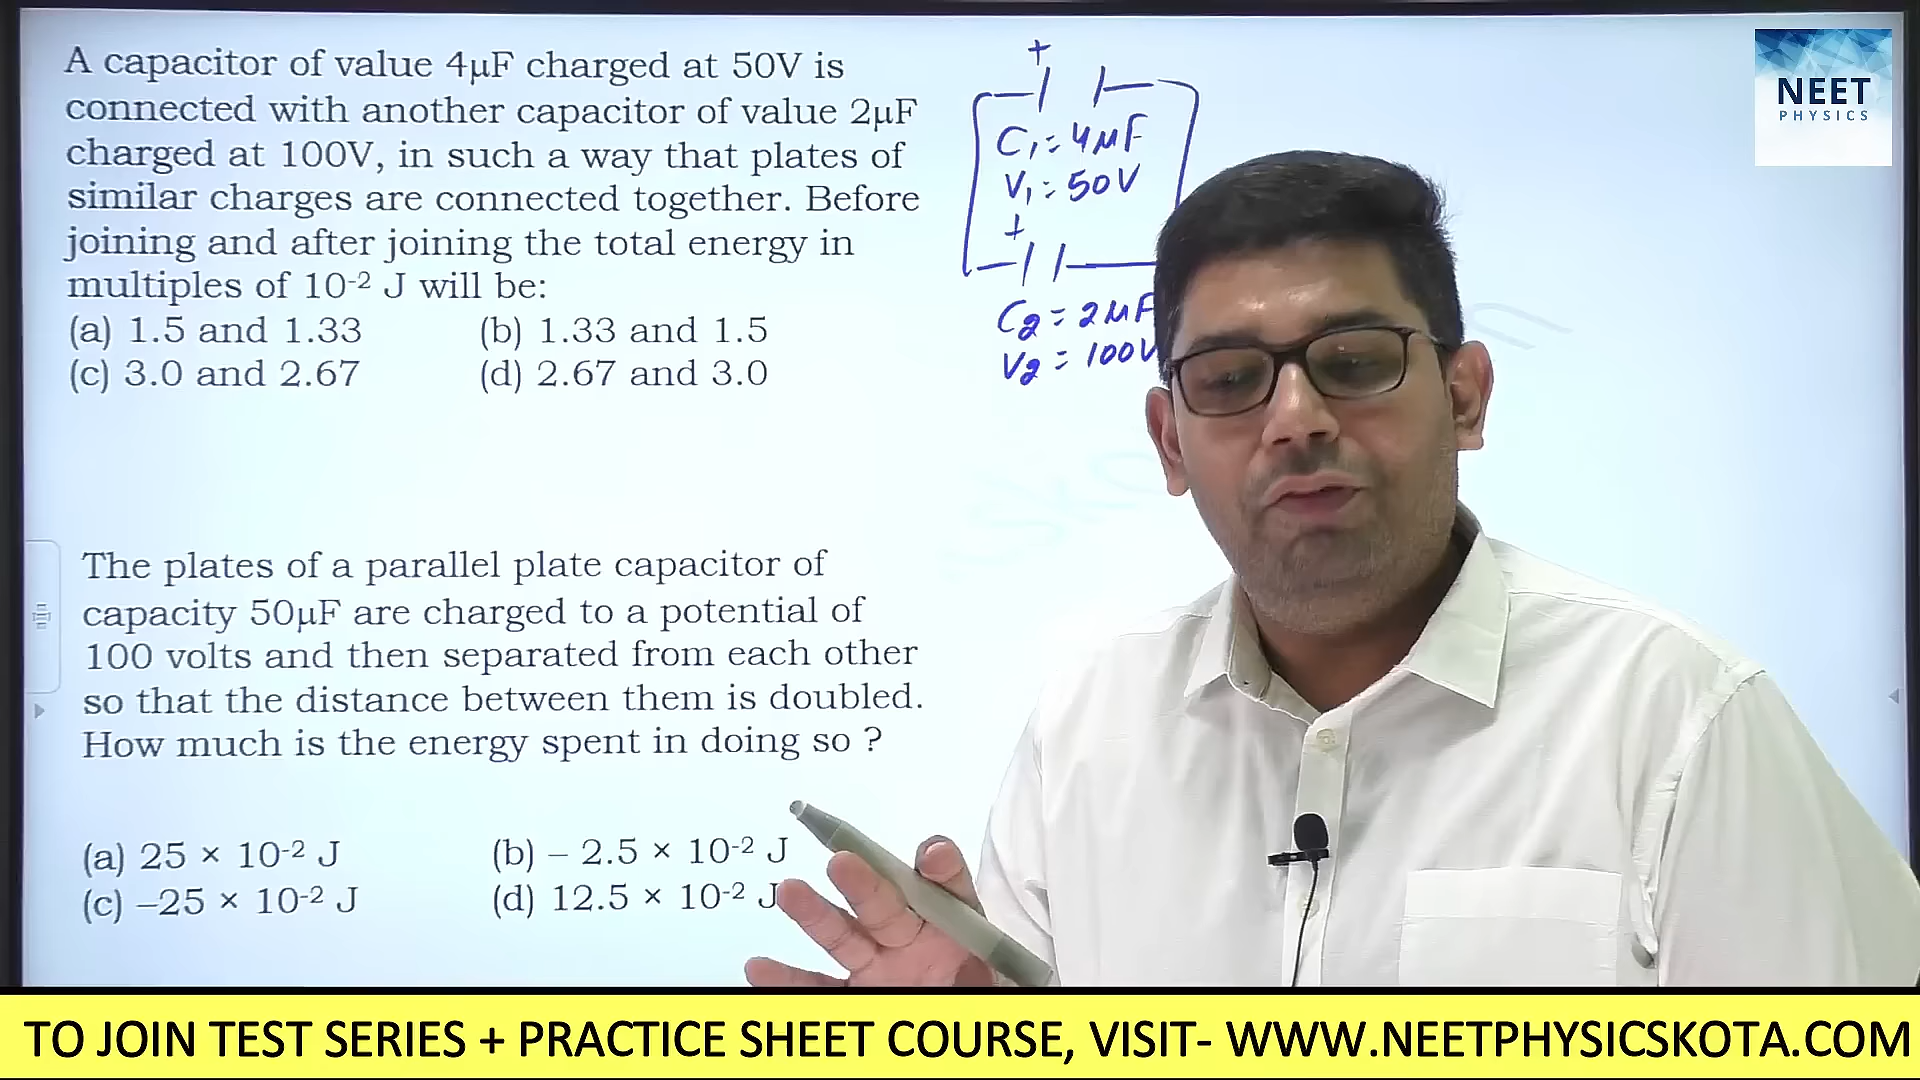 A capacitor of value 4µF charged at 50V is
connected with another capacitor of value 2µF
charged at 100V, in such a way that plates of
similar charges are connected together. Before
joining and after joining the total energy in
multiples of 10⁻² J will be:
(a) 1.5 and 1.33 (b) 1.33 and 1.5
(c) 3.0 and 2.67 (d) 2.67 and 3.0
+
C₁ = 4µF
V₁ = 50V
+
C₂ = 2µF
V₂ = 100V
NEET
PHYSICS
The plates of a parallel plate capacitor of
capacity 50µF are charged to a potential of
100 volts and then separated from each other
so that the distance between them is doubled.
How much is the energy spent in doing so ?
(a) 25 × 10⁻² J (b) – 2.5 × 10⁻² J
(c) –25 × 10⁻² J (d) 12.5 × 10⁻² J
TO JOIN TEST SERIES + PRACTICE SHEET COURSE, VISIT- WWW.NEETPHYSICSKOTA.COM